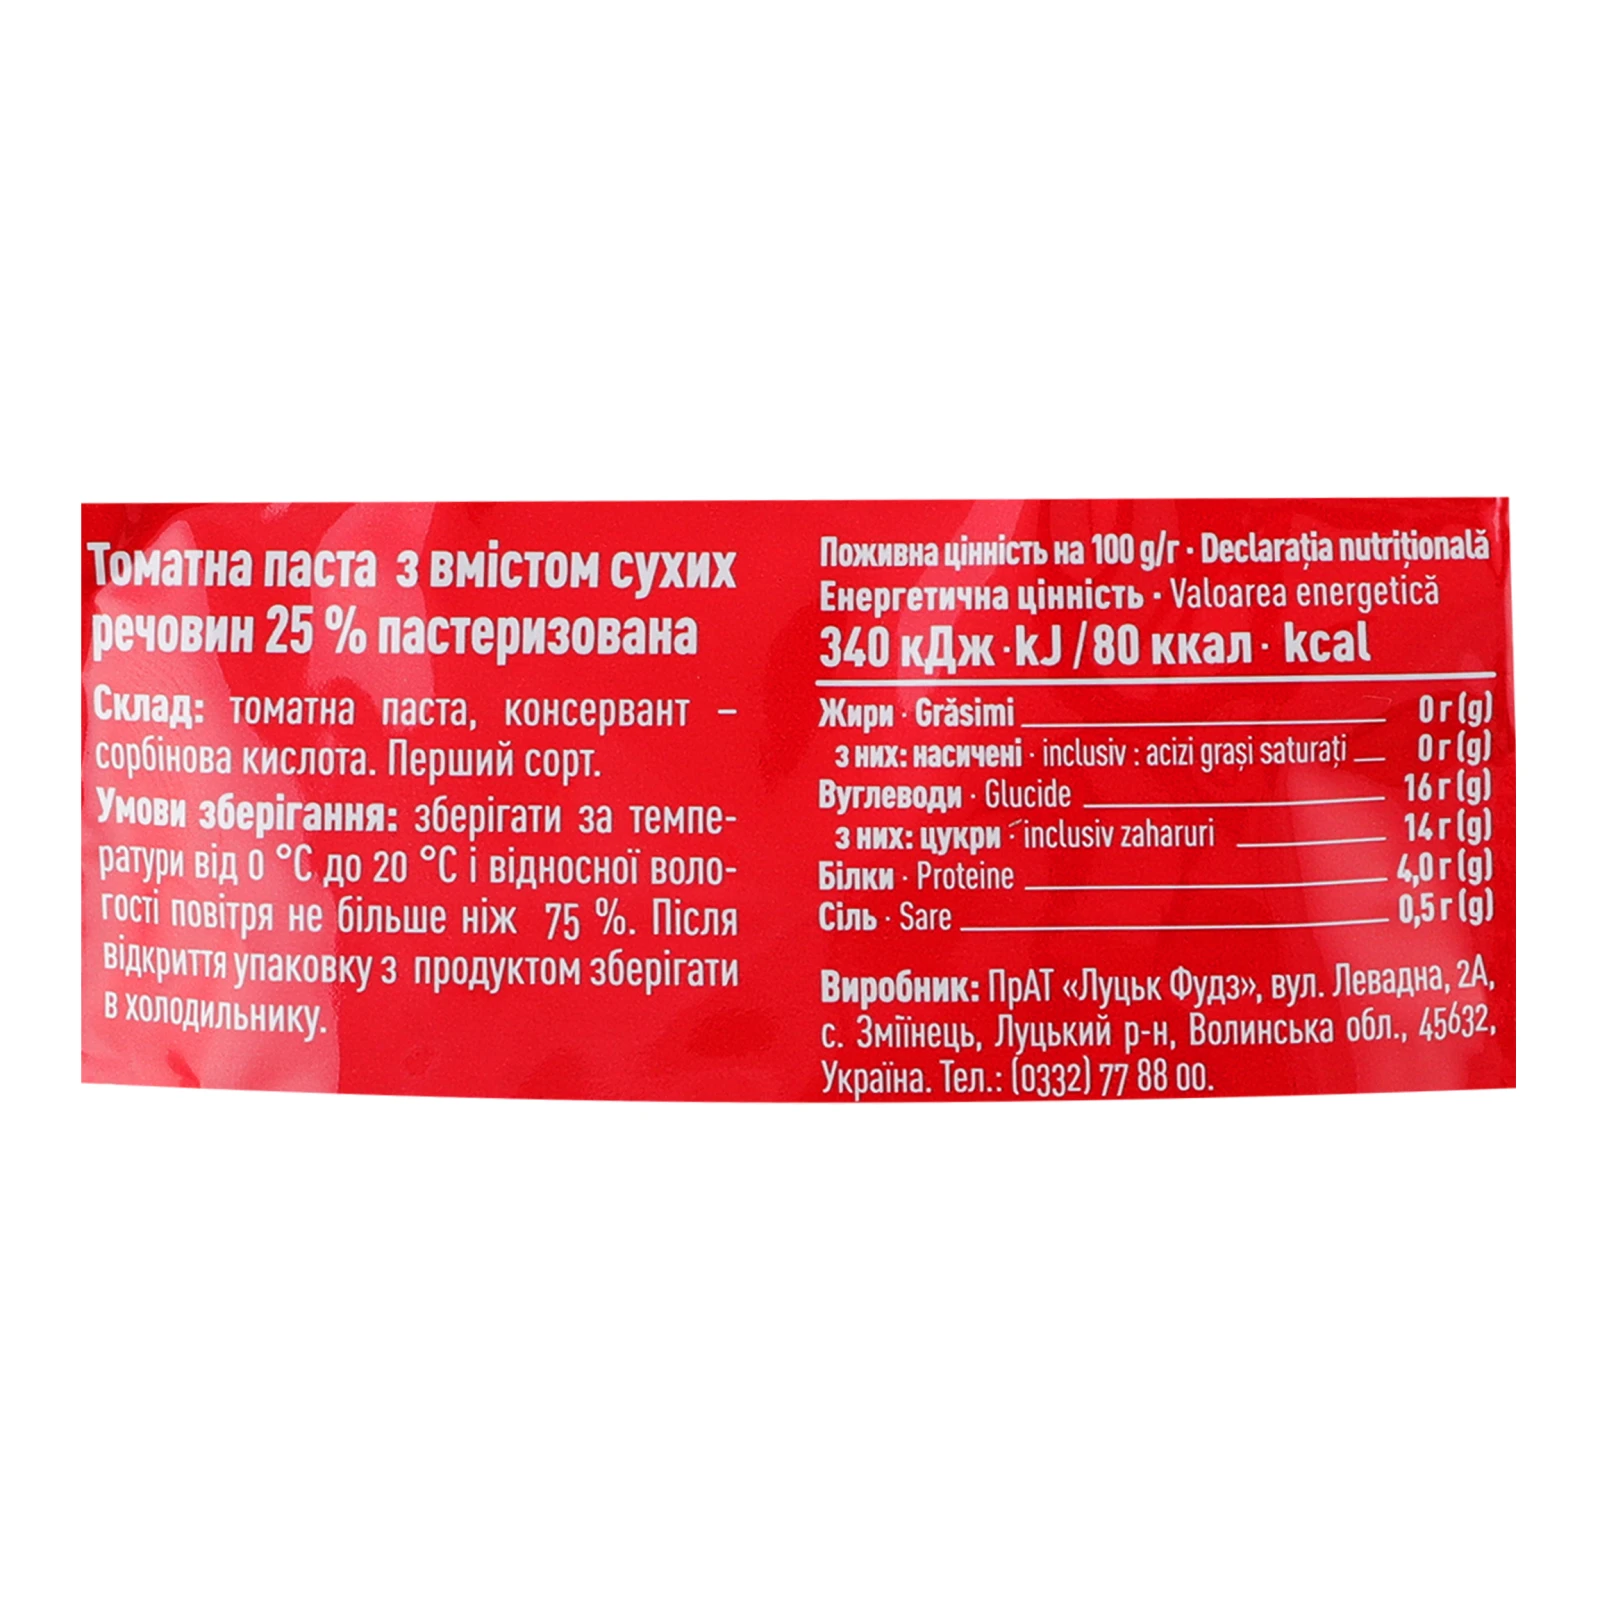 Томатна паста з вмістом сухих
речовин 25 % пастеризована
Склад: томатна паста, консервант –
сорбінова кислота. Перший сорт.
Умови зберігання: зберігати за темпе-
ратури від 0 °C до 20 °C і відносної воло-
гості повітря не більше ніж 75 %. Після
відкриття упаковку з продуктом зберігати
в холодильнику.
Поживна цінність на 100 g/г · Declarația nutrițională
Енергетична цінність · Valoarea energetică
340 кДж · kJ / 80 ккал · kcal
Жири · Grăsimi 0 г (g)
з них: насичені · inclusiv : acizi grași saturați 0 г (g)
Вуглеводи · Glucide 16 г (g)
з них: цукри · inclusiv zaharuri 14 г (g)
Білки · Proteine 4,0 г (g)
Сіль · Sare 0,5 г (g)
Виробник: ПрАТ «Луцьк Фудз», вул. Левадна, 2А,
с. Зміїнець, Луцький р-н, Волинська обл., 45632,
Україна. Тел.: (0332) 77 88 00.